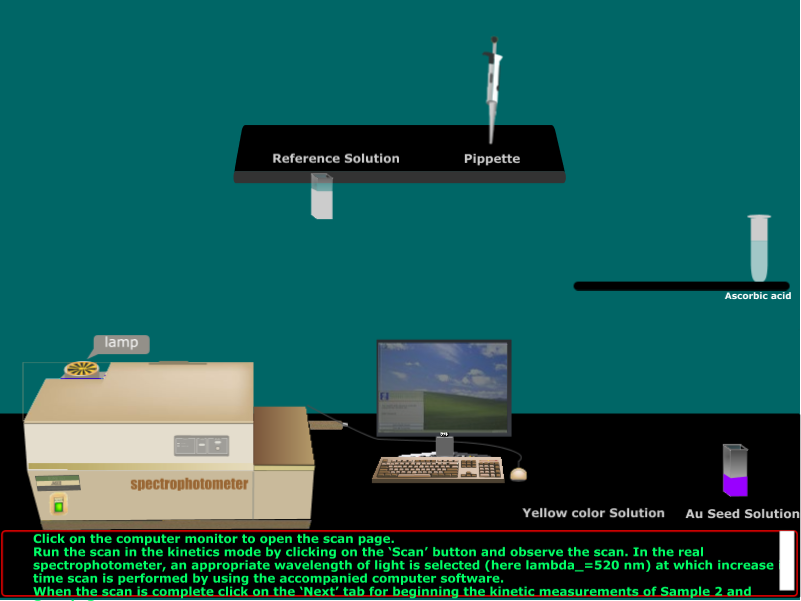 Reference Solution
Pippette
Ascorbic acid
lamp
spectrophotometer
Yellow color Solution
Au Seed Solution
Click on the computer monitor to open the scan page.
Run the scan in the kinetics mode by clicking on the ‘Scan’ button and observe the scan. In the real
spectrophotometer, an appropriate wavelength of light is selected (here lambda_=520 nm) at which increase
time scan is performed by using the accompanied computer software.
When the scan is complete click on the ‘Next’ tab for beginning the kinetic measurements of Sample 2 and